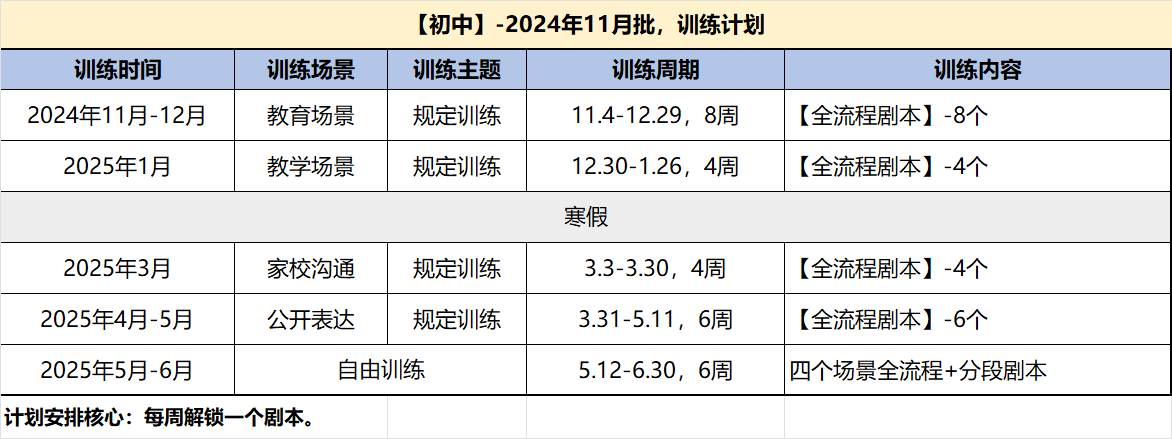 【初中】-2024年11月批，训练计划
训练时间 训练场景 训练主题 训练周期 训练内容
2024年11月-12月 教育场景 规定训练 11.4-12.29，8周 【全流程剧本】-8个
2025年1月 教学场景 规定训练 12.30-1.26，4周 【全流程剧本】-4个
寒假
2025年3月 家校沟通 规定训练 3.3-3.30，4周 【全流程剧本】-4个
2025年4月-5月 公开表达 规定训练 3.31-5.11，6周 【全流程剧本】-6个
2025年5月-6月 自由训练 5.12-6.30，6周 四个场景全流程+分段剧本
计划安排核心：每周解锁一个剧本。